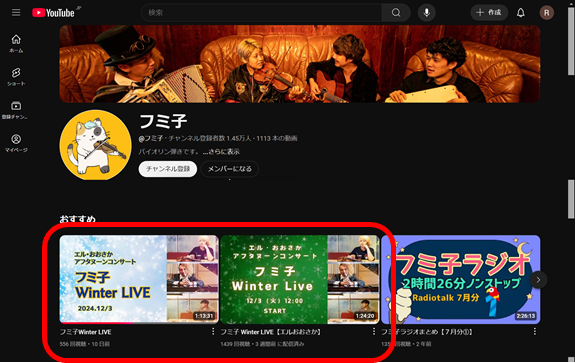 YouTube JP
検索
作成
R
ホーム
ショート
登録チャン...
マイページ
フミ子
@フミ子・チャンネル登録者数 1.45万人・1113 本の動画
バイオリン弾きです。 ...さらに表示
チャンネル登録
メンバーになる
おすすめ
エル・おおさか
アフタヌーンコンサート
フミ子
Winter LIVE
2024.12/3
1:13:31
エル・おおさか
アフタヌーンコンサート
フミ子
Winter Live
12/3 (火) 12:00
START
1:24:20
フミ子ラジオ
2時間26分ノンストップ
Radiotalk 7月分
2:26:13
フミ子Winter LIVE
556 回視聴・10 日前
フミ子 Winter LIVE【エルおおさか】
1439 回視聴・3 週間前 に配信済み
フミ子ラジオまとめ【7月分①】
回視聴・2 年前